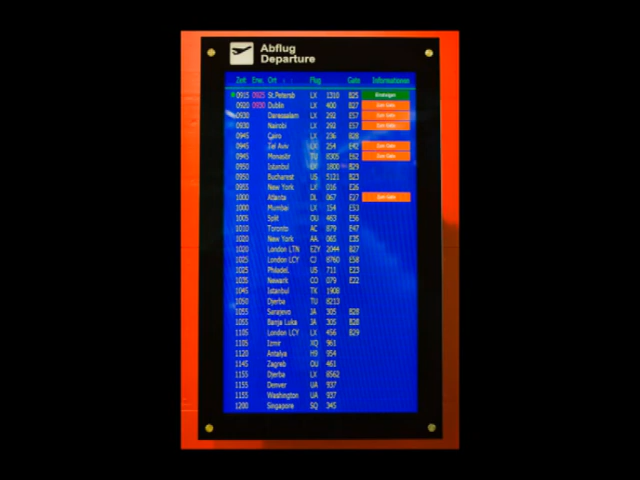 Abflug
Departure
Zeit Erw. Ort Flug Gate Informationen
0915 0925 St.Petersb LX 1310 B25 Einsteigen
0920 0930 Dublin LX 400 B27 Zum Gate
0930 Daressalam LX 292 E57 Zum Gate
0930 Nairobi LX 292 E57 Zum Gate
0945 Cairo LX 236 B28
0945 Tel Aviv LX 254 E42 Zum Gate
0945 Monastir TU 8305 E62 Zum Gate
0950 Istanbul 1800 B29
0950 Bucharest US 5121 B23
0955 New York LX 016 E26
1000 Atlanta DL 067 E27 Zum Gate
1000 Mumbai LX 154 E53
1005 Split OU 463 E56
1010 Toronto AC 879 E47
1020 New York AA 065 E35
1020 London LTN EZY 2044 B27
1025 London LCY CJ 8760 E58
1025 Philadel. US 711 E23
1035 Newark CO 079 E22
1045 Istanbul TK 1908
1050 Djerba TU 8213
1055 Sarajevo JA 305 B28
1055 Banja Luka JA 305 B28
1105 London LCY LX 456 B29
1105 Izmir XQ 961
1120 Antalya H9 954
1145 Zagreb OU 461
1155 Djerba LX 8562
1155 Denver UA 937
1155 Washington UA 937
1200 Singapore SQ 345